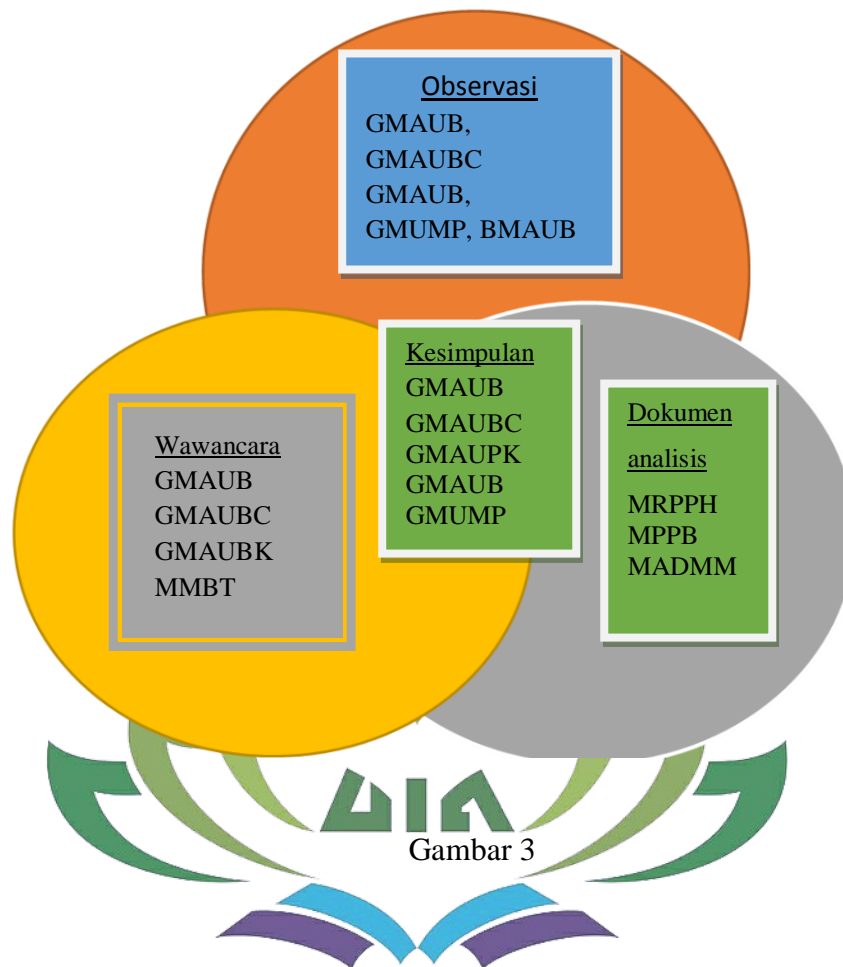 Observasi
GMAUB,
GMAUBC
GMAUB,
GMUMP, BMAUB
Kesimpulan
GMAUB
GMAUBC
GMAUPK
GMAUB
GMUMP
Wawancara
GMAUB
GMAUBC
GMAUBK
MMBT
Dokumen
analisis
MRPPH
MPPB
MADMM
UIN
Gambar 3